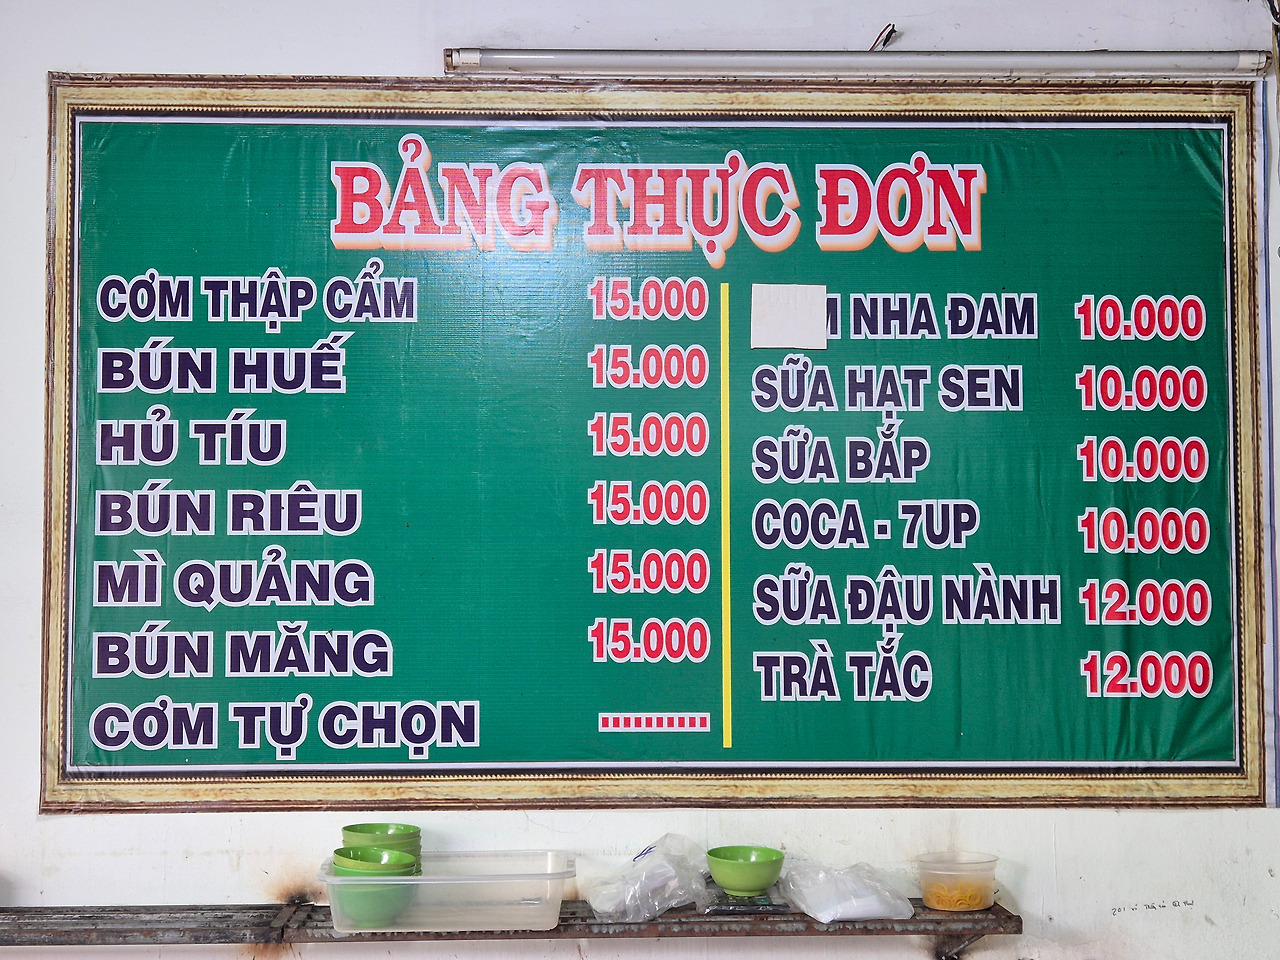 BẢNG THỰC ĐƠN
CƠM THẬP CẨM 15.000
BÚN HUẾ 15.000
HỦ TÍU 15.000
BÚN RIÊU 15.000
MÌ QUẢNG 15.000
BÚN MĂNG 15.000
CƠM TỰ CHỌN ..........
NHA ĐAM 10.000
SỮA HẠT SEN 10.000
SỮA BẮP 10.000
COCA - 7UP 10.000
SỮA ĐẬU NÀNH 12.000
TRÀ TẮC 12.000